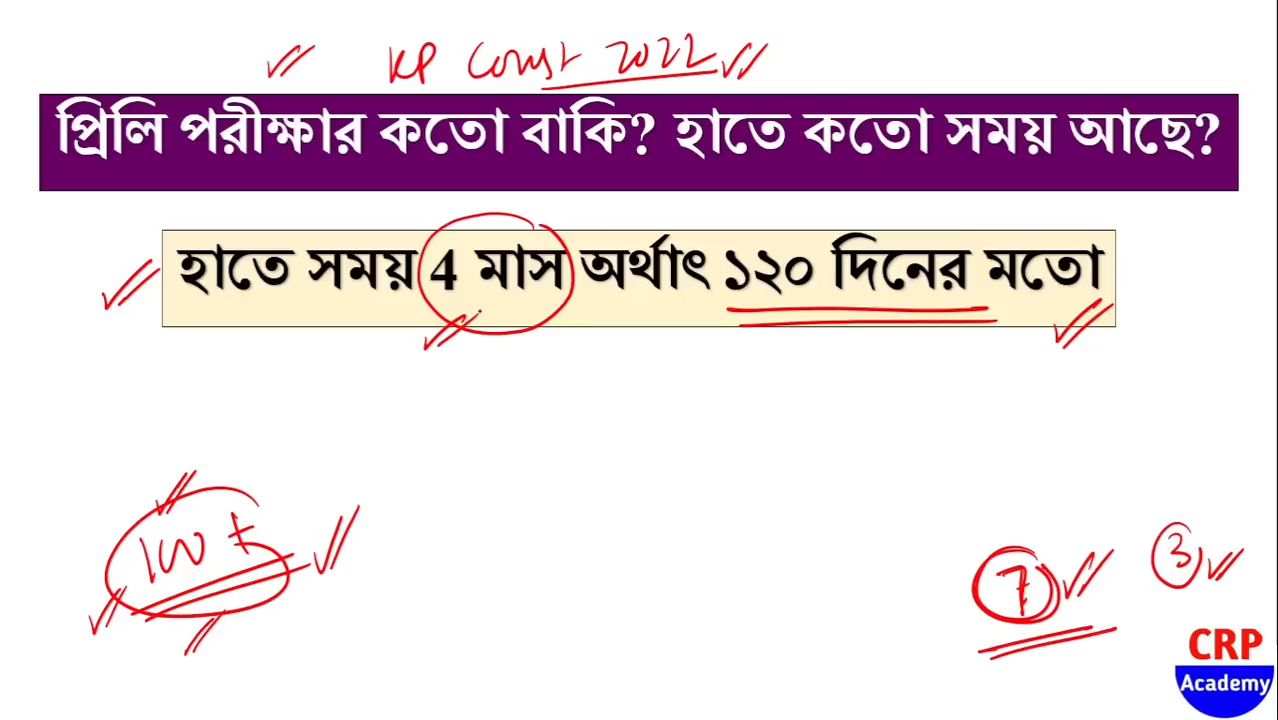 KP Const 2022
প্রিলি পরীক্ষার কতো বাকি? হাতে কতো সময় আছে?
হাতে সময় 4 মাস অর্থাৎ ১২০ দিনের মতো
100 +
7
3
CRP
Academy